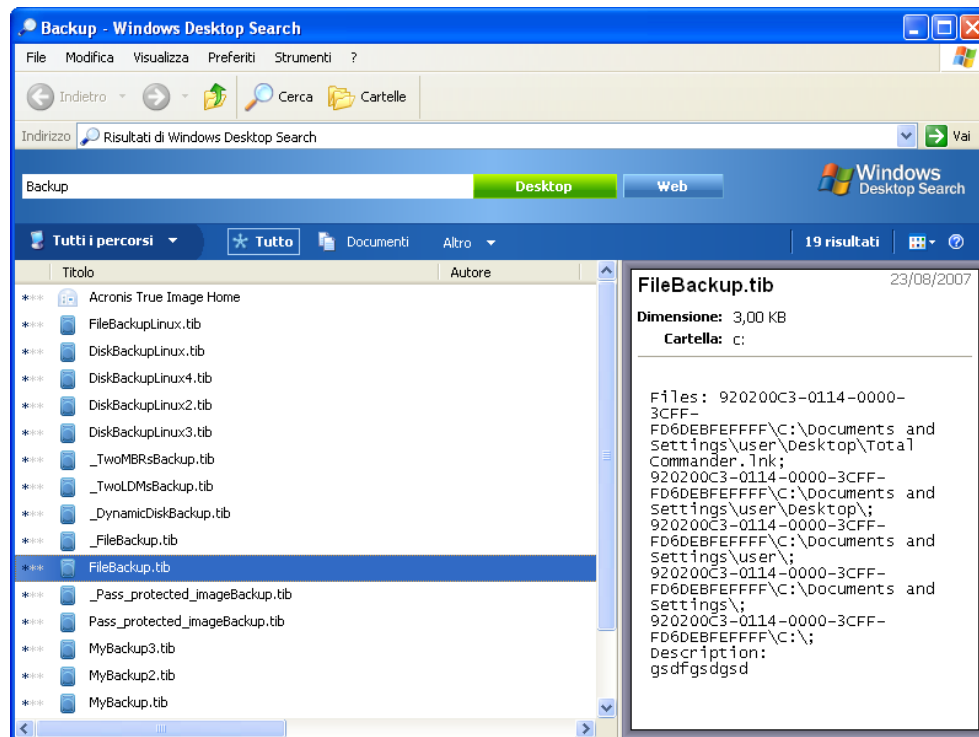 Backup - Windows Desktop Search
File Modifica Visualizza Preferiti Strumenti ?
Indietro Cerca Cartelle
Indirizzo Risultati di Windows Desktop Search Vai
Backup Desktop Web Windows Desktop Search
Tutti i percorsi Tutto Documenti Altro 19 risultati
Titolo Autore
Acronis True Image Home
FileBackupLinux.tib
DiskBackupLinux.tib
DiskBackupLinux4.tib
DiskBackupLinux2.tib
DiskBackupLinux3.tib
_TwoMBRsBackup.tib
_TwoLDMsBackup.tib
_DynamicDiskBackup.tib
_FileBackup.tib
FileBackup.tib
_Pass_protected_imageBackup.tib
Pass_protected_imageBackup.tib
MyBackup3.tib
MyBackup2.tib
MyBackup.tib
FileBackup.tib 23/08/2007
Dimensione: 3,00 KB
Cartella: c:
Files: 920200C3-0114-0000-
3CFF-
FD6DEBFEFFFF\C:\Documents and
Settings\user\Desktop\Total
Commander.lnk;
920200C3-0114-0000-3CFF-
FD6DEBFEFFFF\C:\Documents and
Settings\user\Desktop\;
920200C3-0114-0000-3CFF-
FD6DEBFEFFFF\C:\Documents and
Settings\user\;
920200C3-0114-0000-3CFF-
FD6DEBFEFFFF\C:\Documents and
Settings\;
920200C3-0114-0000-3CFF-
FD6DEBFEFFFF\C:\;
Description:
gsdfgsdgsd